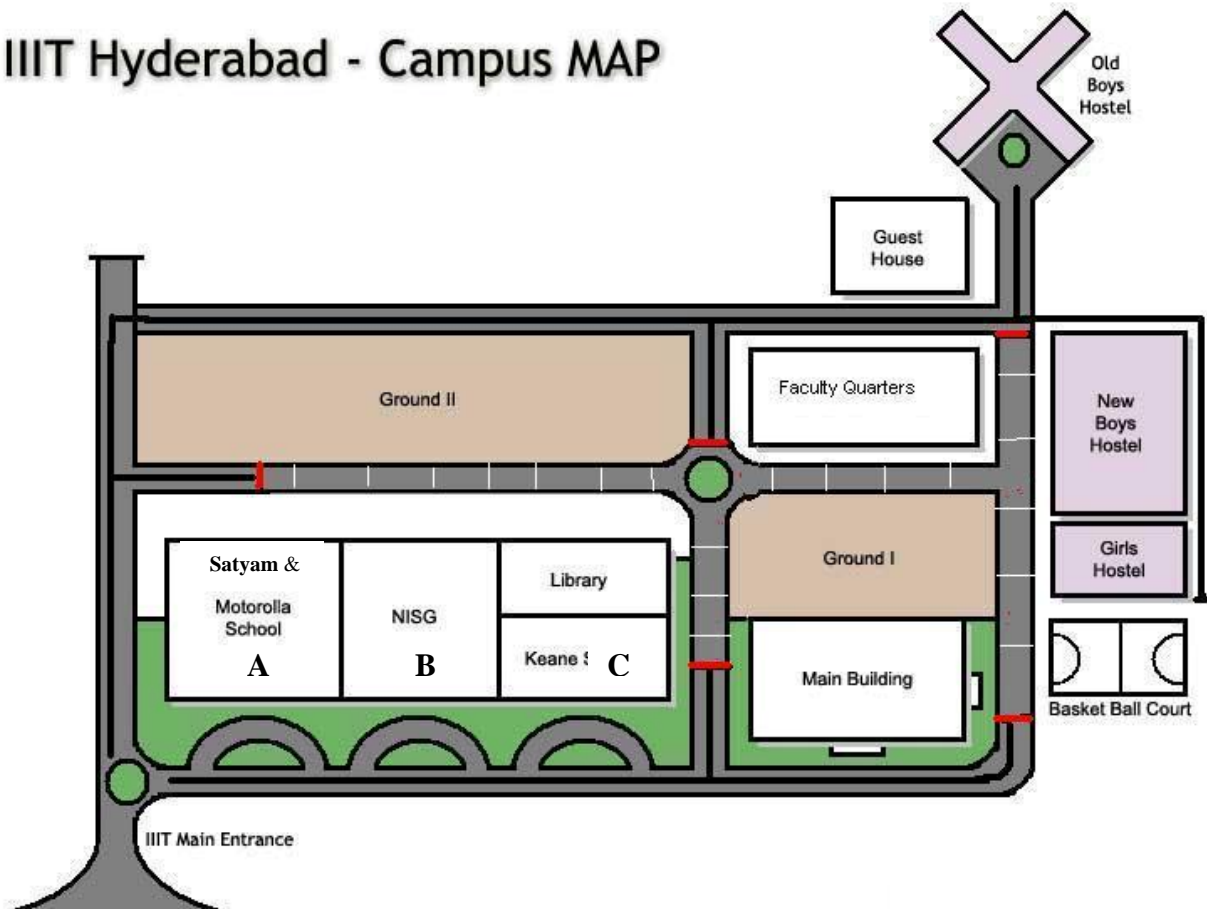 IIIT Hyderabad - Campus MAP
Old
Boys
Hostel
Guest
House
Ground II
Faculty Quarters
New
Boys
Hostel
Satyam &
Motorolla
School
A
NISG
B
Library
Keane
C
Ground I
Girls
Hostel
Main Building
Basket Ball Court
IIIT Main Entrance